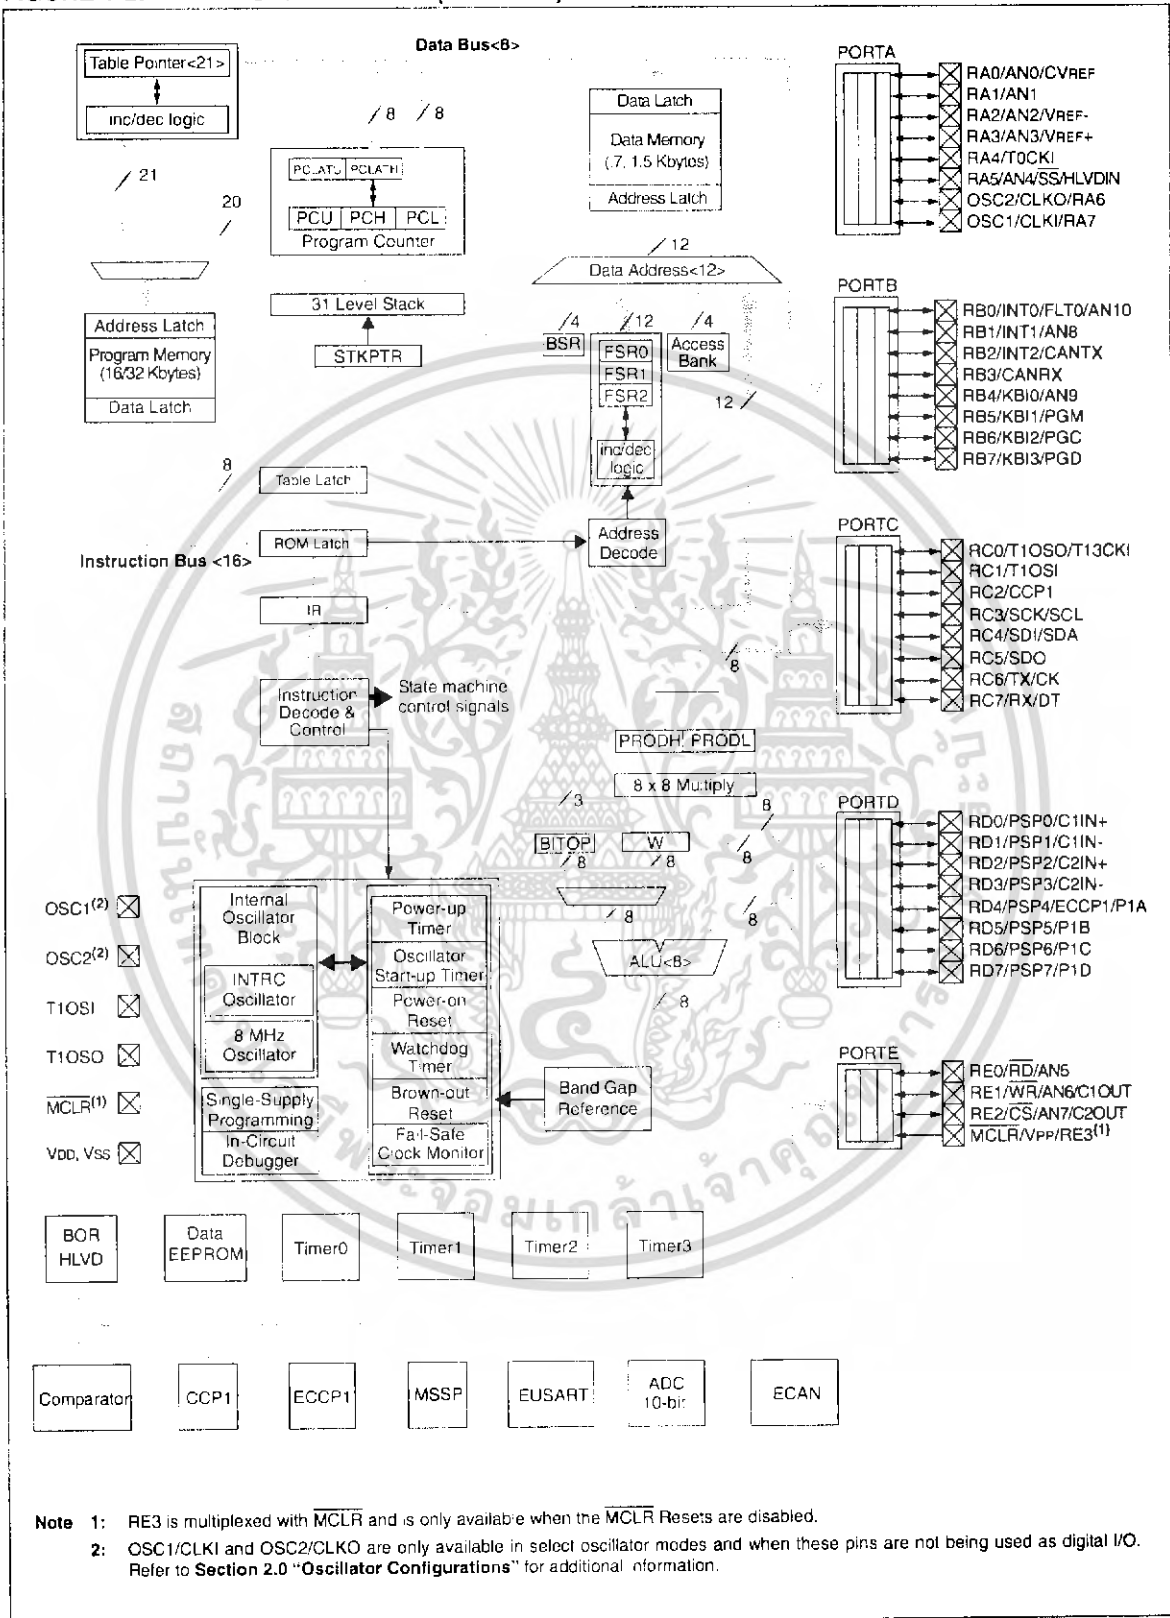 Data Bus<8>
Table Pointer<21>
inc/dec logic
21
20
8
8
PCLATU PCLATH
PCU PCH PCL
Program Counter
31 Level Stack
STKPTR
Data Latch
Data Memory
(.7, 1.5 Kbytes)
Address Latch
12
Data Address<12>
4
12
4
BSR
FSR0
FSR1
FSR2
inc/dec
logic
Access
Bank
12
Address
Decode
Address Latch
Program Memory
(16/32 Kbytes)
Data Latch
8
Table Latch
ROM Latch
Instruction Bus <16>
IR
8
Instruction
Decode &
Control
State machine
control signals
PRODH PRODL
8 x 8 Multiply
3
8
BITOP
W
8
8
8
8
8
ALU<8>
8
OSC1(2)
OSC2(2)
T1OSI
T1OSO
MCLR(1)
VDD, VSS
Internal
Oscillator
Block
INTRC
Oscillator
8 MHz
Oscillator
Single-Supply
Programming
In-Circuit
Debugger
Power-up
Timer
Oscillator
Start-up Timer
Power-on
Reset
Watchdog
Timer
Brown-out
Reset
Fail-Safe
Clock Monitor
Band Gap
Reference
PORTA
RA0/AN0/CVREF
RA1/AN1
RA2/AN2/VREF-
RA3/AN3/VREF+
RA4/T0CKI
RA5/AN4/SS/HLVDIN
OSC2/CLKO/RA6
OSC1/CLKI/RA7
PORTB
RB0/INT0/FLT0/AN10
RB1/INT1/AN8
RB2/INT2/CANTX
RB3/CANRX
RB4/KBI0/AN9
RB5/KBI1/PGM
RB6/KBI2/PGC
RB7/KBI3/PGD
PORTC
RC0/T1OSO/T13CKI
RC1/T1OSI
RC2/CCP1
RC3/SCK/SCL
RC4/SDI/SDA
RC5/SDO
RC6/TX/CK
RC7/RX/DT
PORTD
RD0/PSP0/C1IN+
RD1/PSP1/C1IN-
RD2/PSP2/C2IN+
RD3/PSP3/C2IN-
RD4/PSP4/ECCP1/P1A
RD5/PSP5/P1B
RD6/PSP6/P1C
RD7/PSP7/P1D
PORTE
RE0/RD/AN5
RE1/WR/AN6/C1OUT
RE2/CS/AN7/C2OUT
MCLR/VPP/RE3(1)
BOR
HLVD
Data
EEPROM
Timer0
Timer1
Timer2
Timer3
Comparator
CCP1
ECCP1
MSSP
EUSART
ADC
10-bit
ECAN
Note 1: RE3 is multiplexed with MCLR and is only available when the MCLR Resets are disabled.
2: OSC1/CLKI and OSC2/CLKO are only available in select oscillator modes and when these pins are not being used as digital I/O.
Refer to Section 2.0 “Oscillator Configurations” for additional information.